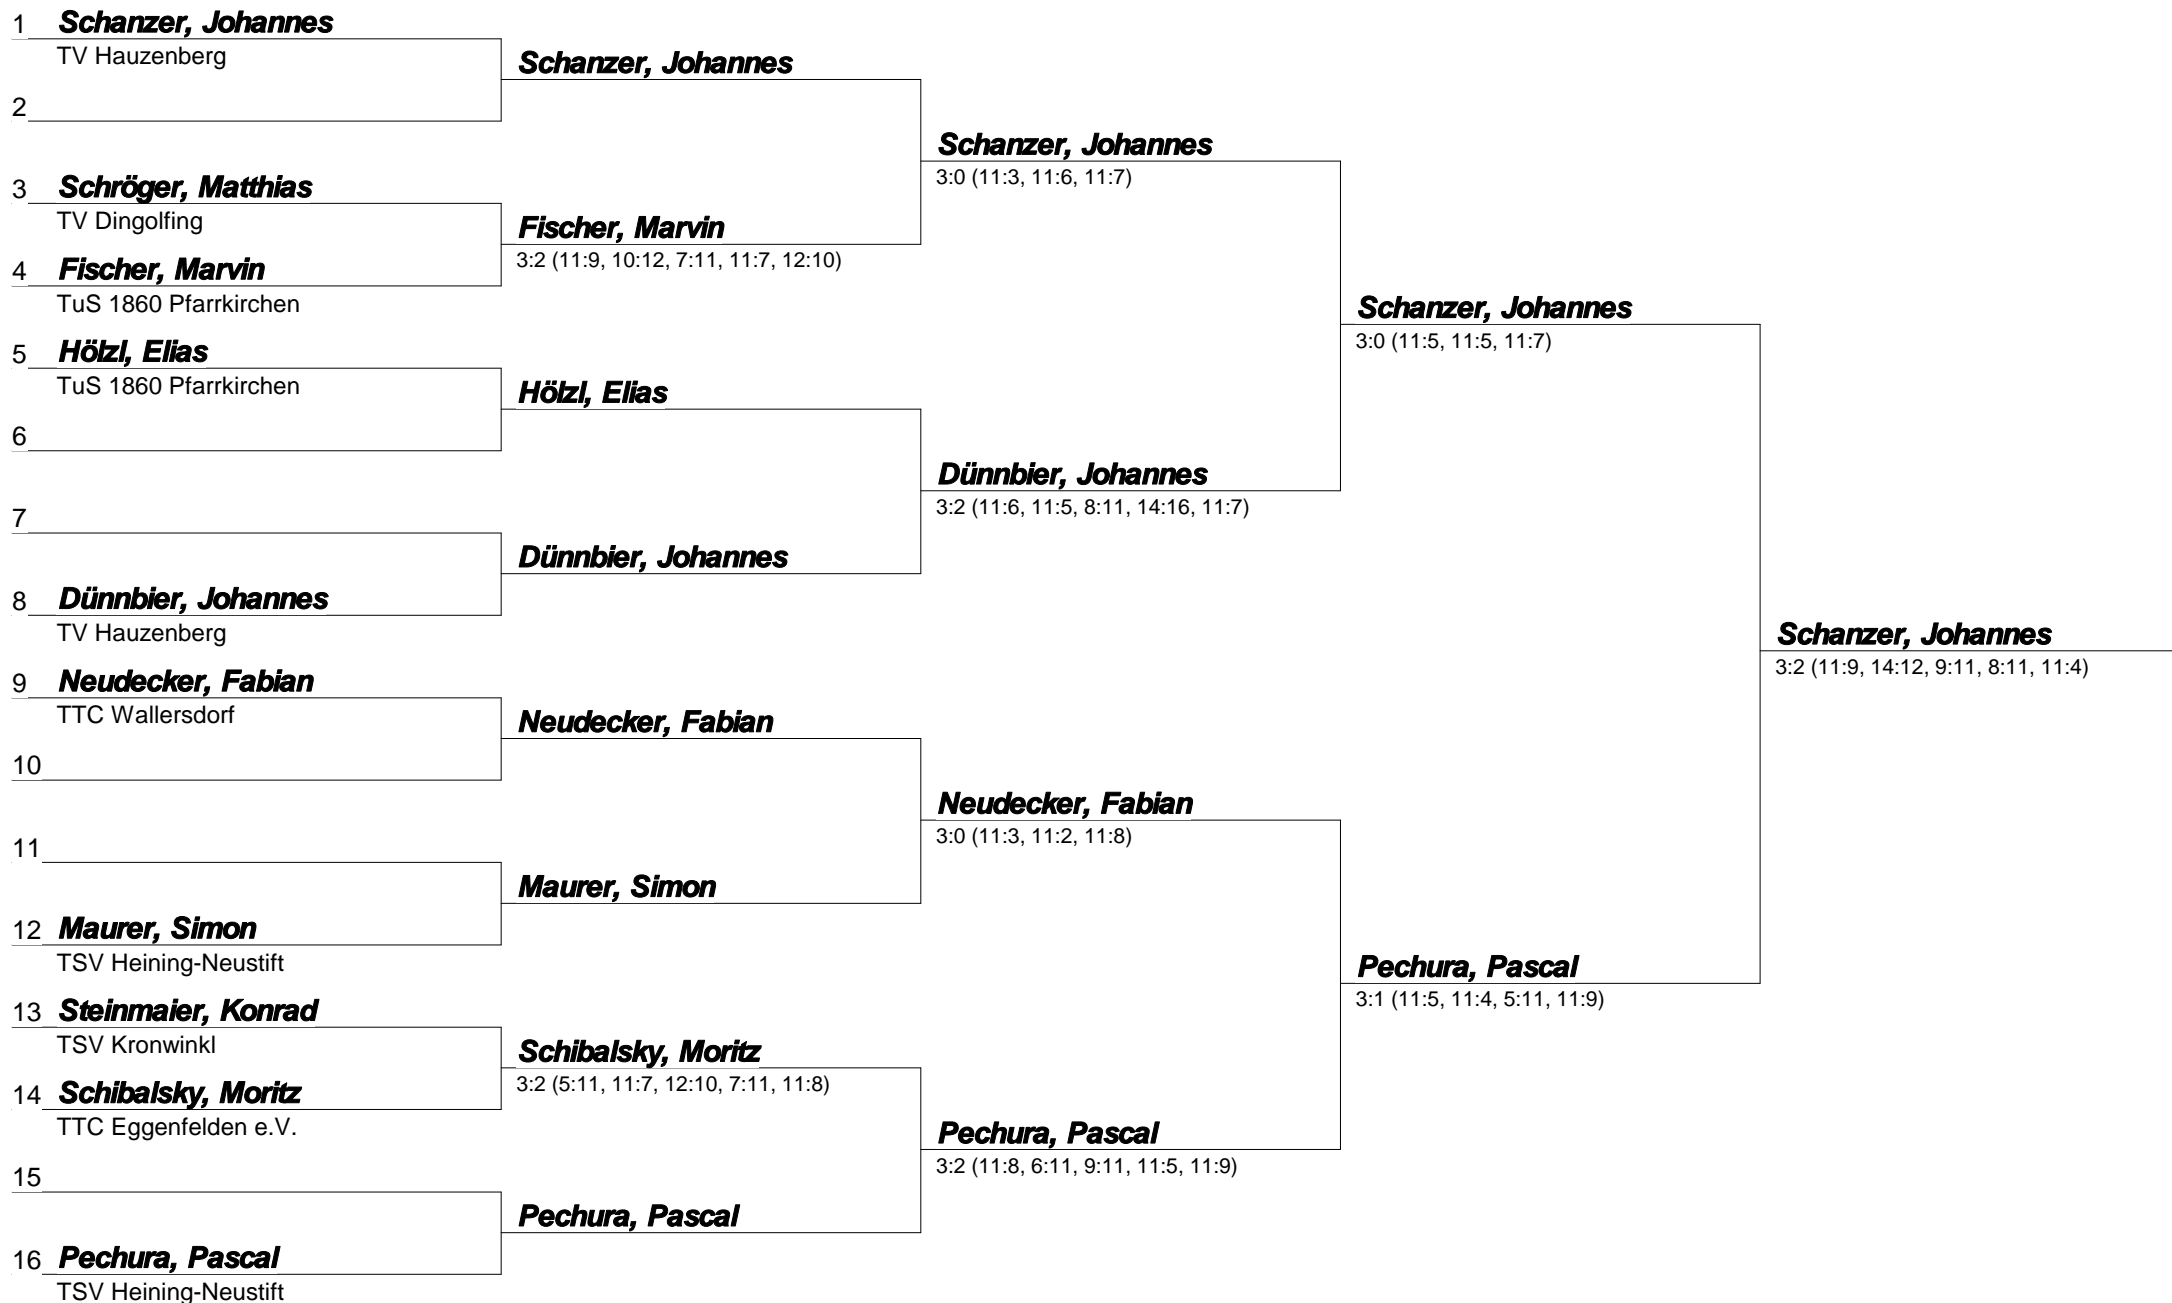 1 Schanzer, Johannes
TV Hauzenberg
Schanzer, Johannes
2
Schanzer, Johannes
3:0 (11:3, 11:6, 11:7)
3 Schröger, Matthias
TV Dingolfing
Fischer, Marvin
3:2 (11:9, 10:12, 7:11, 11:7, 12:10)
4 Fischer, Marvin
TuS 1860 Pfarrkirchen
Schanzer, Johannes
3:0 (11:5, 11:5, 11:7)
5 Hölzl, Elias
TuS 1860 Pfarrkirchen
Hölzl, Elias
6
Dünnbier, Johannes
3:2 (11:6, 11:5, 8:11, 14:16, 11:7)
7
Dünnbier, Johannes
8 Dünnbier, Johannes
TV Hauzenberg
Schanzer, Johannes
3:2 (11:9, 14:12, 9:11, 8:11, 11:4)
9 Neudecker, Fabian
TTC Wallersdorf
Neudecker, Fabian
10
Neudecker, Fabian
3:0 (11:3, 11:2, 11:8)
11
Maurer, Simon
12 Maurer, Simon
TSV Heining-Neustift
Pechura, Pascal
3:1 (11:5, 11:4, 5:11, 11:9)
13 Steinmaier, Konrad
TSV Kronwinkl
Schibalsky, Moritz
3:2 (5:11, 11:7, 12:10, 7:11, 11:8)
14 Schibalsky, Moritz
TTC Eggenfelden e.V.
Pechura, Pascal
3:2 (11:8, 6:11, 9:11, 11:5, 11:9)
15
Pechura, Pascal
16 Pechura, Pascal
TSV Heining-Neustift